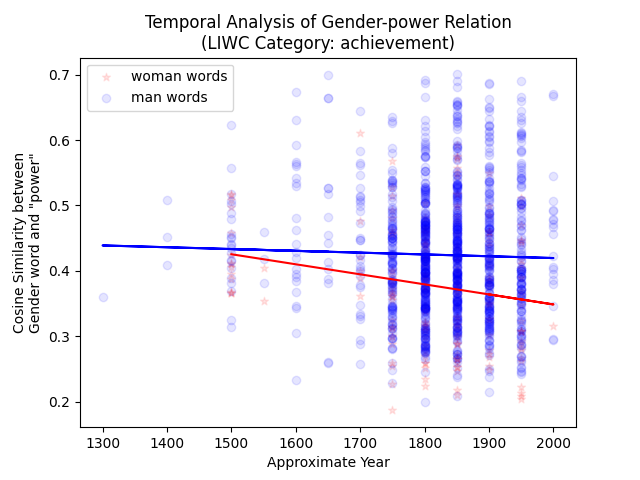 Temporal Analysis of Gender-power Relation
(LIWC Category: achievement)
woman words
man words
Cosine Similarity between
Gender word and "power"
0.7
0.6
0.5
0.4
0.3
0.2
1300 1400 1500 1600 1700 1800 1900 2000
Approximate Year